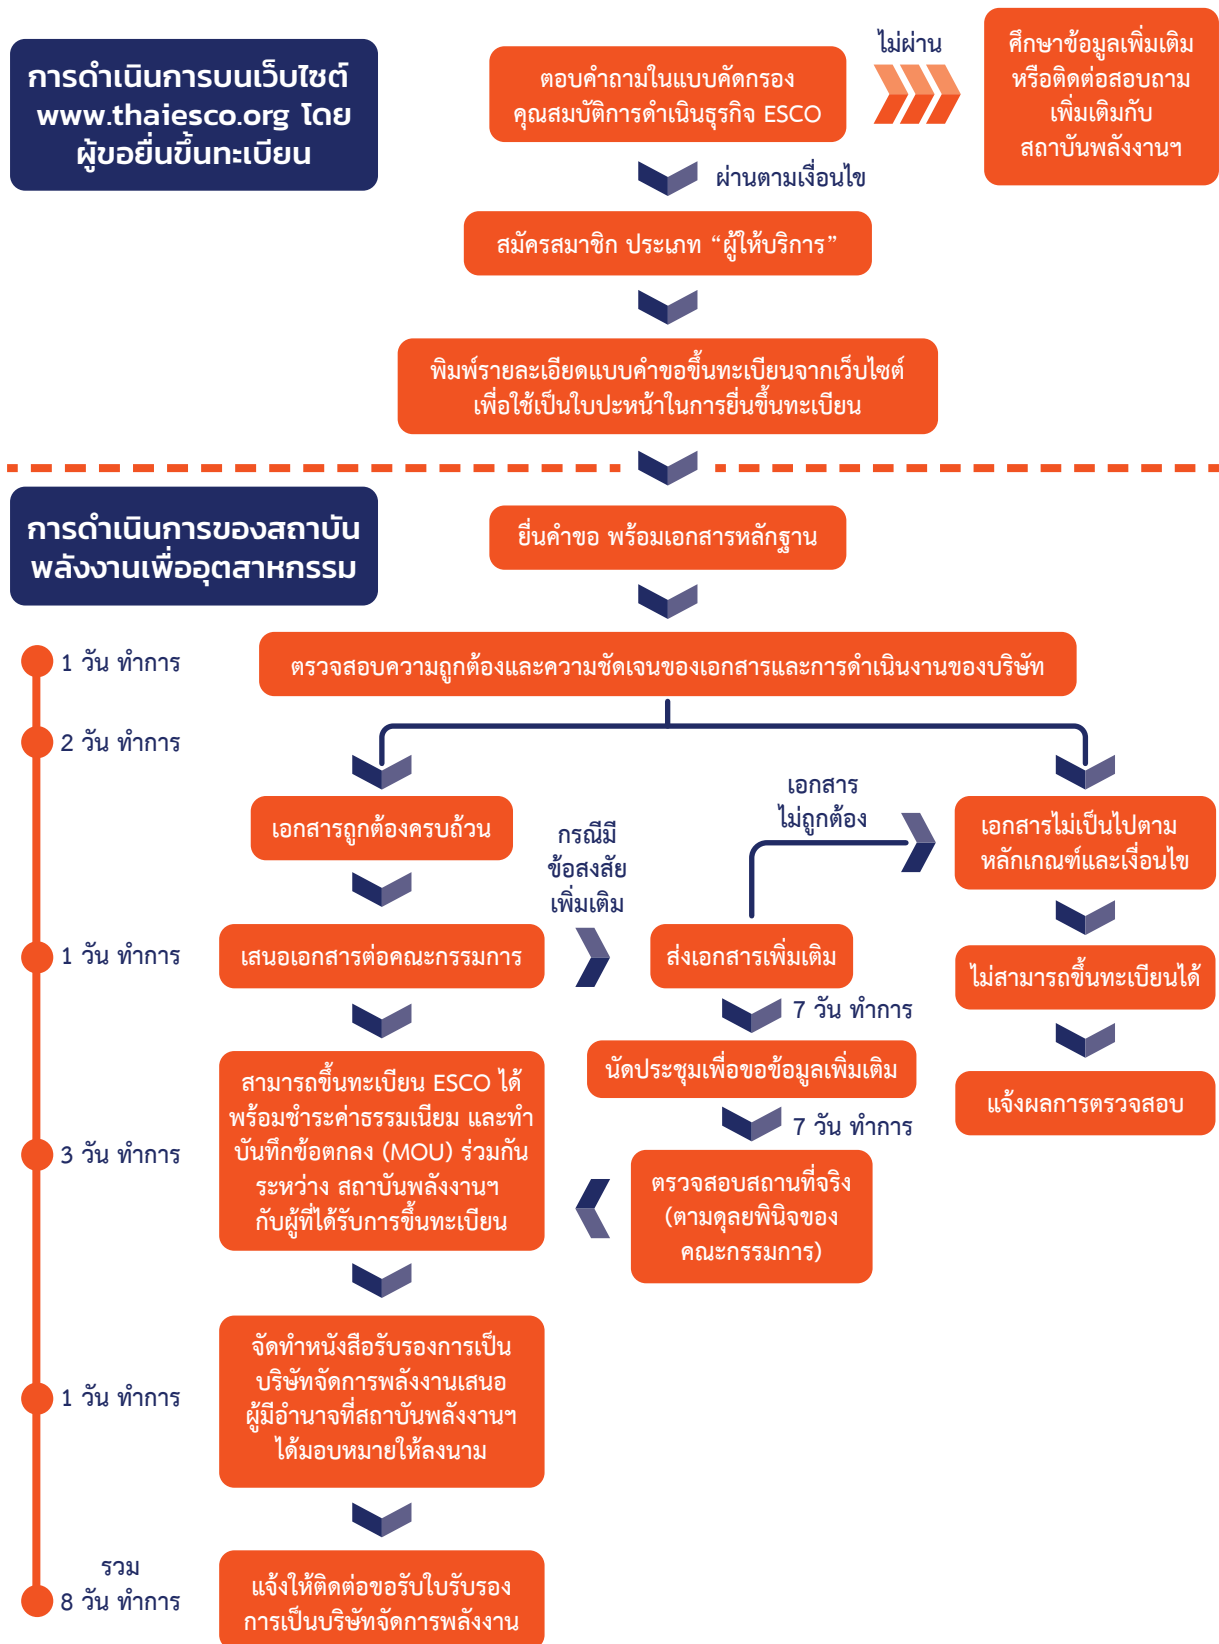 การดำเนินการบนเว็บไซต์
www.thaiesco.org โดย
ผู้ขอยื่นขึ้นทะเบียน
ตอบคำถามในแบบคัดกรอง
คุณสมบัติการดำเนินธุรกิจ ESCO
ไม่ผ่าน
ศึกษาข้อมูลเพิ่มเติม
หรือติดต่อสอบถาม
เพิ่มเติมกับ
สถาบันพลังงานฯ
ผ่านตามเงื่อนไข
สมัครสมาชิก ประเภท “ผู้ให้บริการ”
พิมพ์รายละเอียดแบบคำขอขึ้นทะเบียนจากเว็บไซต์
เพื่อใช้เป็นใบปะหน้าในการยื่นขึ้นทะเบียน
การดำเนินการของสถาบัน
พลังงานเพื่ออุตสาหกรรม
ยื่นคำขอ พร้อมเอกสารหลักฐาน
1 วัน ทำการ
ตรวจสอบความถูกต้องและความชัดเจนของเอกสารและการดำเนินงานของบริษัท
2 วัน ทำการ
เอกสารถูกต้องครบถ้วน
กรณีมี
ข้อสงสัย
เพิ่มเติม
เอกสาร
ไม่ถูกต้อง
เอกสารไม่เป็นไปตาม
หลักเกณฑ์และเงื่อนไข
1 วัน ทำการ
เสนอเอกสารต่อคณะกรรมการ
ส่งเอกสารเพิ่มเติม
ไม่สามารถขึ้นทะเบียนได้
7 วัน ทำการ
นัดประชุมเพื่อขอข้อมูลเพิ่มเติม
แจ้งผลการตรวจสอบ
7 วัน ทำการ
3 วัน ทำการ
สามารถขึ้นทะเบียน ESCO ได้
พร้อมชำระค่าธรรมเนียม และทำ
บันทึกข้อตกลง (MOU) ร่วมกัน
ระหว่าง สถาบันพลังงานฯ
กับผู้ที่ได้รับการขึ้นทะเบียน
ตรวจสอบสถานที่จริง
(ตามดุลยพินิจของ
คณะกรรมการ)
1 วัน ทำการ
จัดทำหนังสือรับรองการเป็น
บริษัทจัดการพลังงานเสนอ
ผู้มีอำนาจที่สถาบันพลังงานฯ
ได้มอบหมายให้ลงนาม
รวม
8 วัน ทำการ
แจ้งให้ติดต่อขอรับใบรับรอง
การเป็นบริษัทจัดการพลังงาน